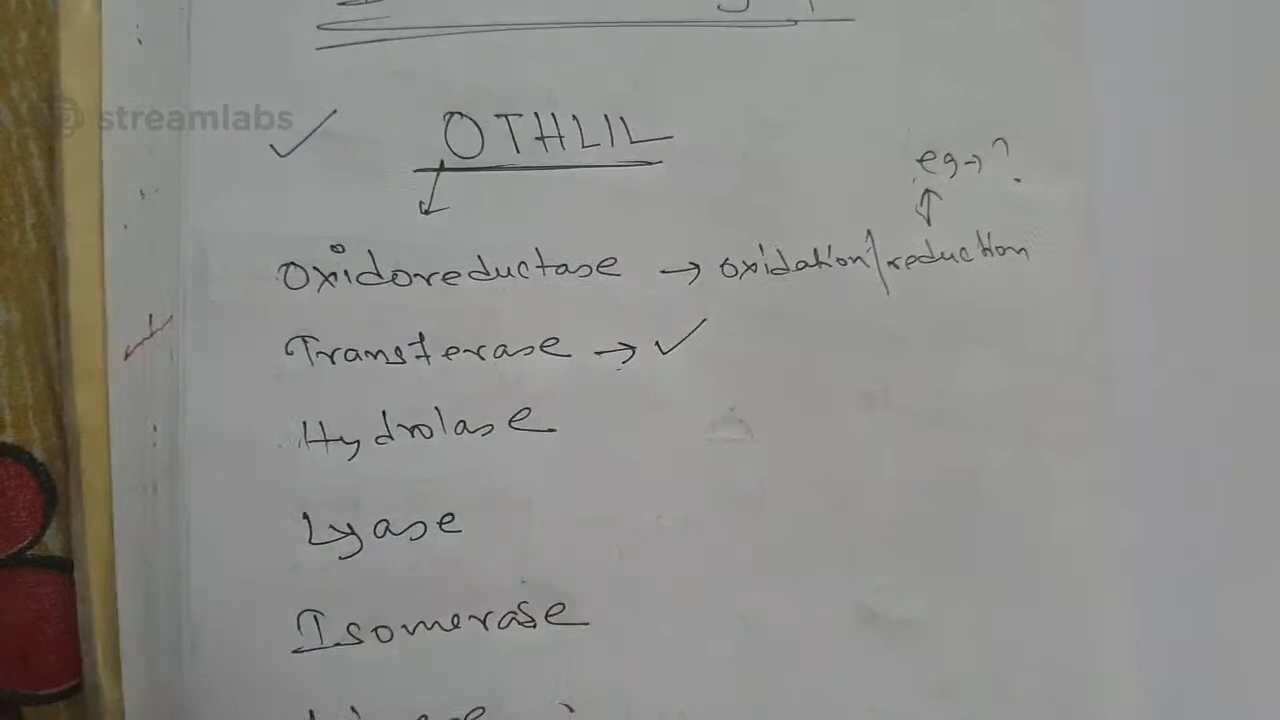 streamlabs
OTHLIL
eg→?
Oxidoreductase → oxidation/reduction
Transferase → ✓
Hydrolase
Lyase
Isomerase